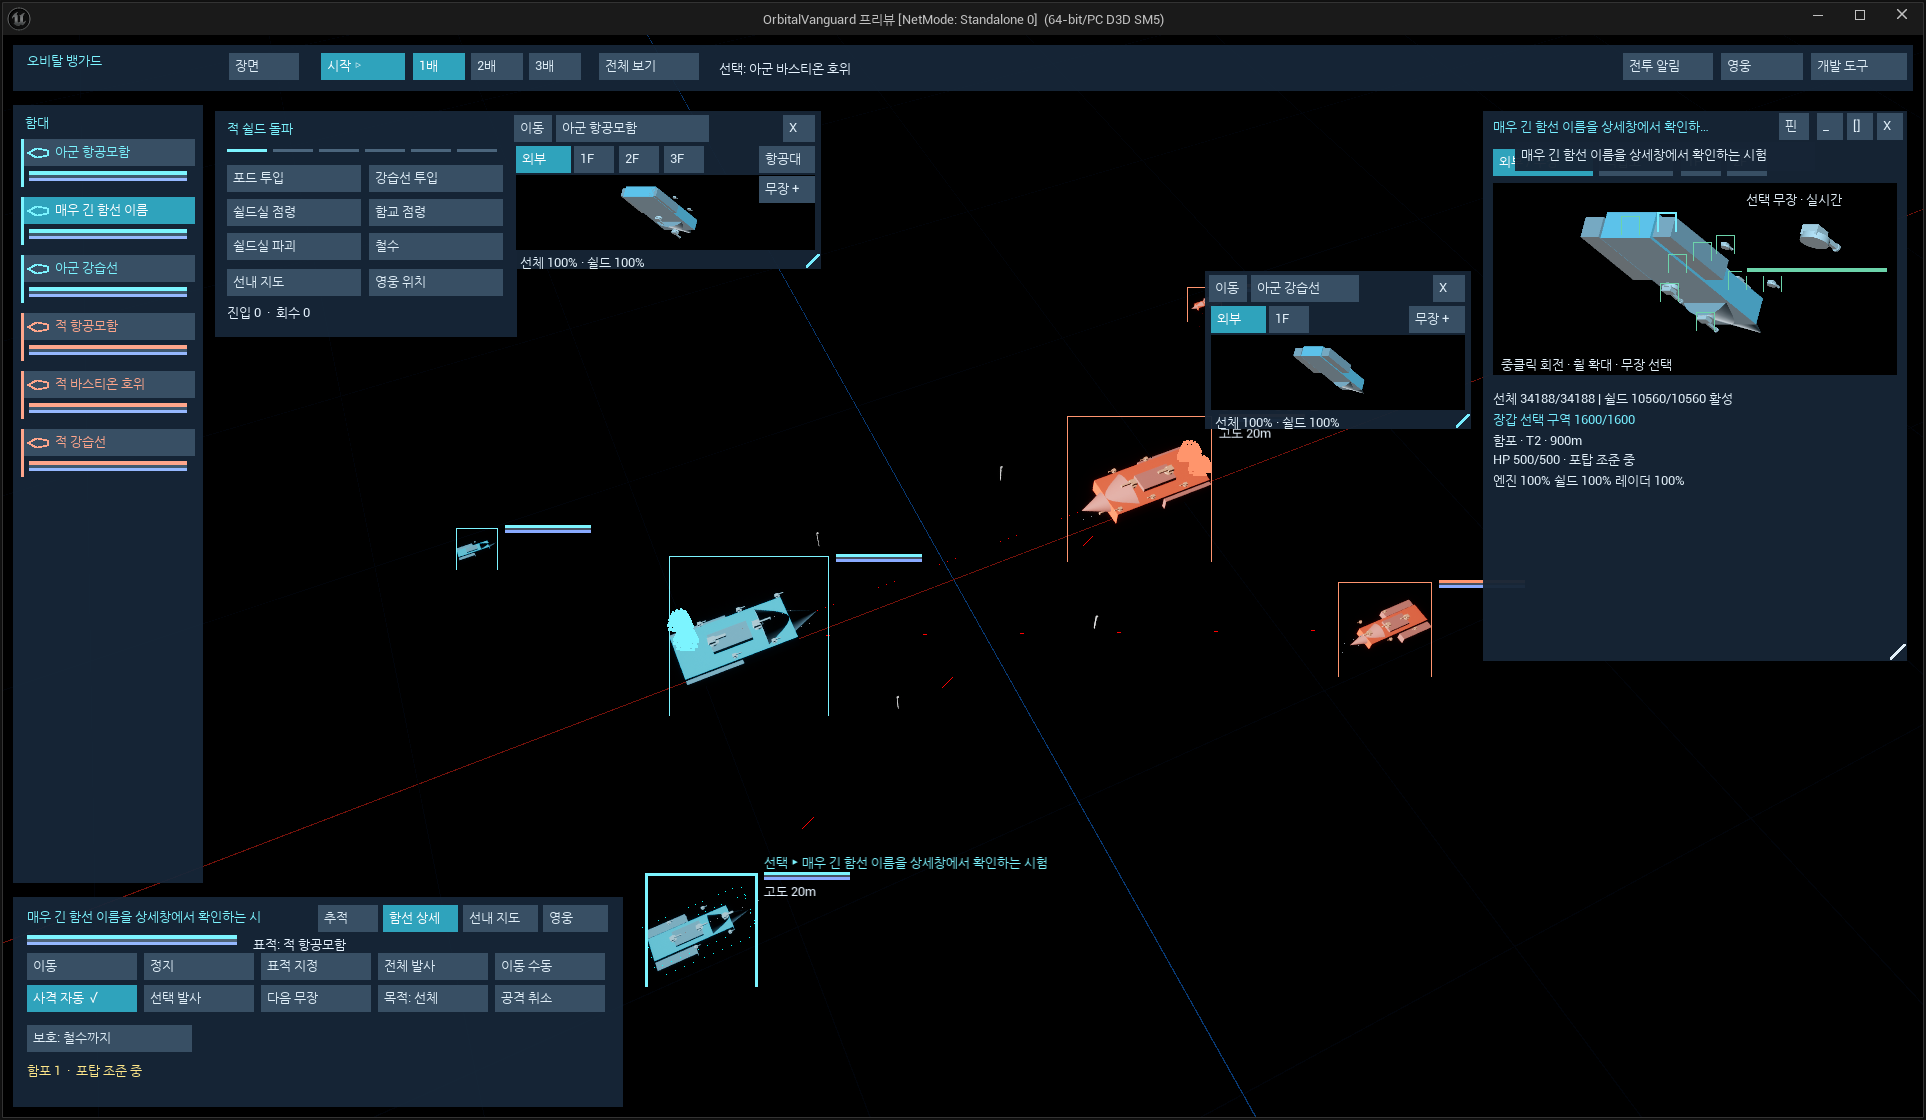 OrbitalVanguard 프리뷰 [NetMode: Standalone 0]  (64-bit/PC D3D SM5)
오비탈 뱅가드
장면
시작 ▷
1배
2배
3배
전체 보기
선택: 아군 바스티온 호위
전투 알림
영웅
개발 도구
함대
아군 항공모함
매우 긴 함선 이름
아군 강습선
적 항공모함
적 바스티온 호위
적 강습선
적 쉴드 돌파
포드 투입
강습선 투입
쉴드실 점령
함교 점령
쉴드실 파괴
철수
선내 지도
영웅 위치
진입 0 · 회수 0
이동
아군 항공모함
X
외부
1F
2F
3F
항공대
무장 +
선체 100% · 쉴드 100%
이동
아군 강습선
X
외부
1F
무장 +
선체 100% · 쉴드 100%
고도 20m
매우 긴 함선 이름을 상세창에서 확인하...
핀
_
[]
X
매우 긴 함선 이름을 상세창에서 확인하는 시험
선택 무장 · 실시간
중클릭 회전 · 휠 확대 · 무장 선택
선체 34188/34188 | 쉴드 10560/10560 활성
장갑 선택 구역 1600/1600
함포 · T2 · 900m
HP 500/500 · 포탑 조준 중
엔진 100% 쉴드 100% 레이더 100%
선택 ▸ 매우 긴 함선 이름을 상세창에서 확인하는 시험
고도 20m
매우 긴 함선 이름을 상세창에서 확인하는 시
추적
함선 상세
선내 지도
영웅
표적: 적 항공모함
이동
정지
표적 지정
전체 발사
이동 수동
사격 자동 √
선택 발사
다음 무장
목적: 선체
공격 취소
보호: 철수까지
함포 1 · 포탑 조준 중